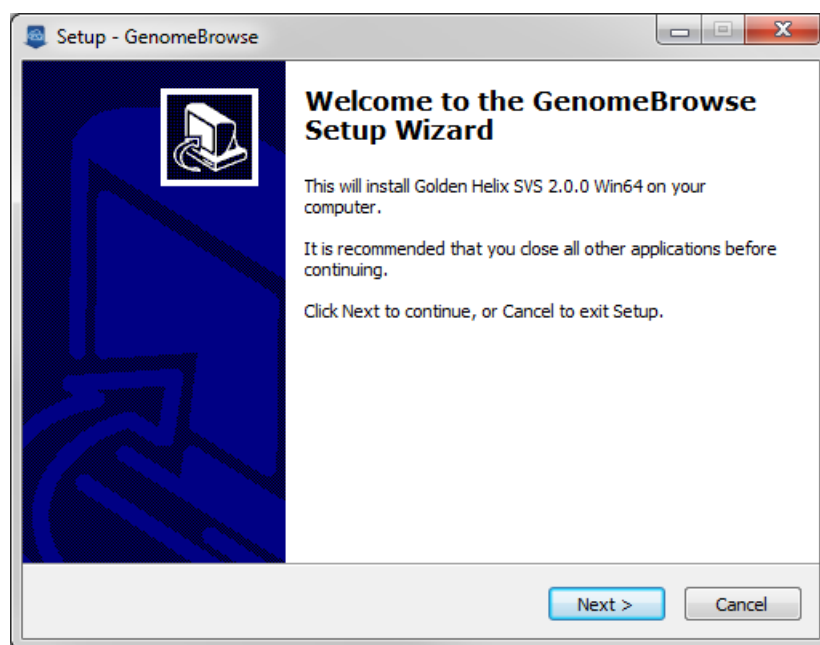 Setup - GenomeBrowse
Welcome to the GenomeBrowse
Setup Wizard
This will install Golden Helix SVS 2.0.0 Win64 on your
computer.
It is recommended that you close all other applications before
continuing.
Click Next to continue, or Cancel to exit Setup.
Next >
Cancel